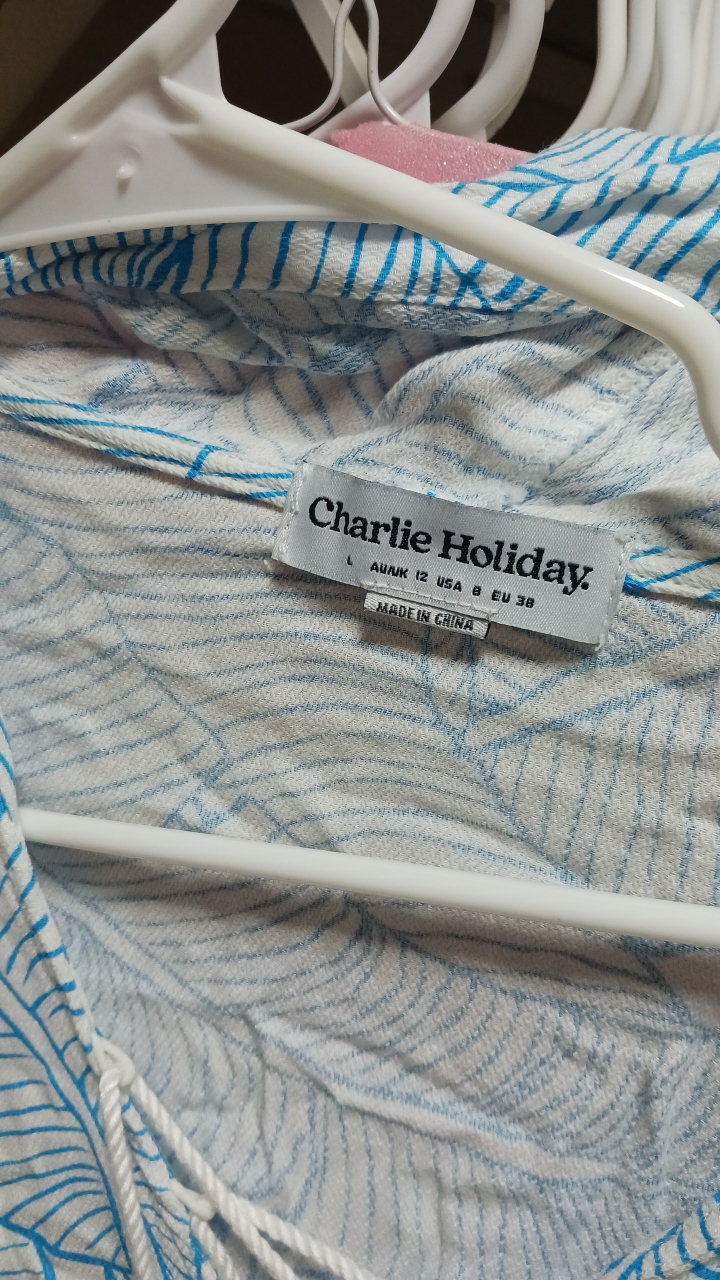 Charlie Holiday.
L AU/UK 12 USA 8 EU 38
MADE IN CHINA